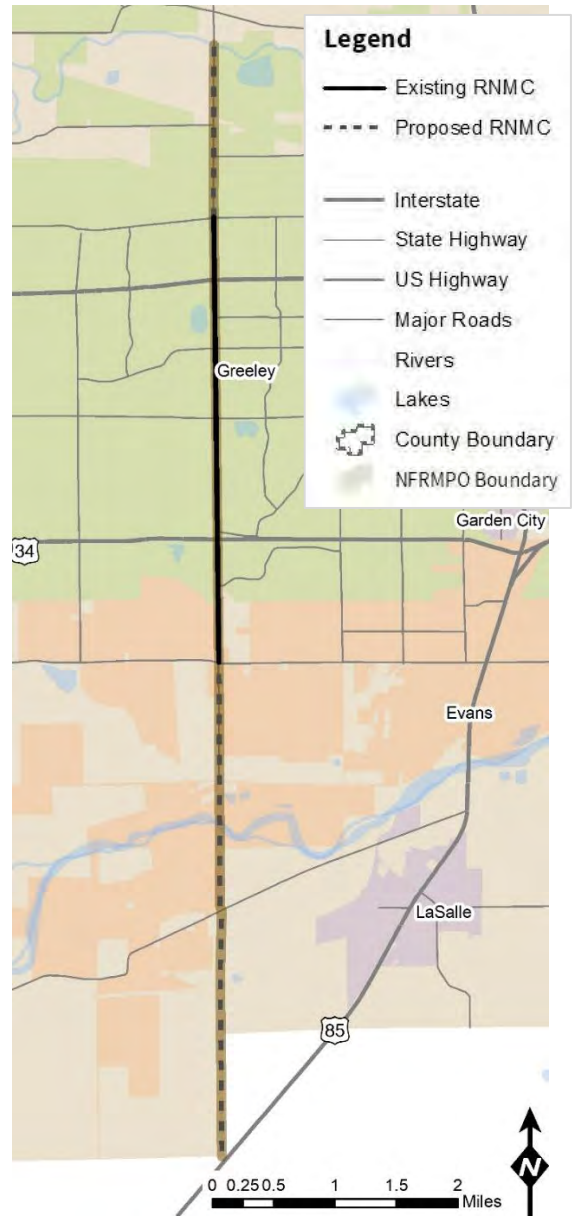 Legend
Existing RNMC
Proposed RNMC
Interstate
State Highway
US Highway
Major Roads
Rivers
Lakes
County Boundary
NFRMPO Boundary
Greeley
Garden City
34
Evans
LaSalle
85
N
0 0.25 0.5 1 1.5 2
Miles